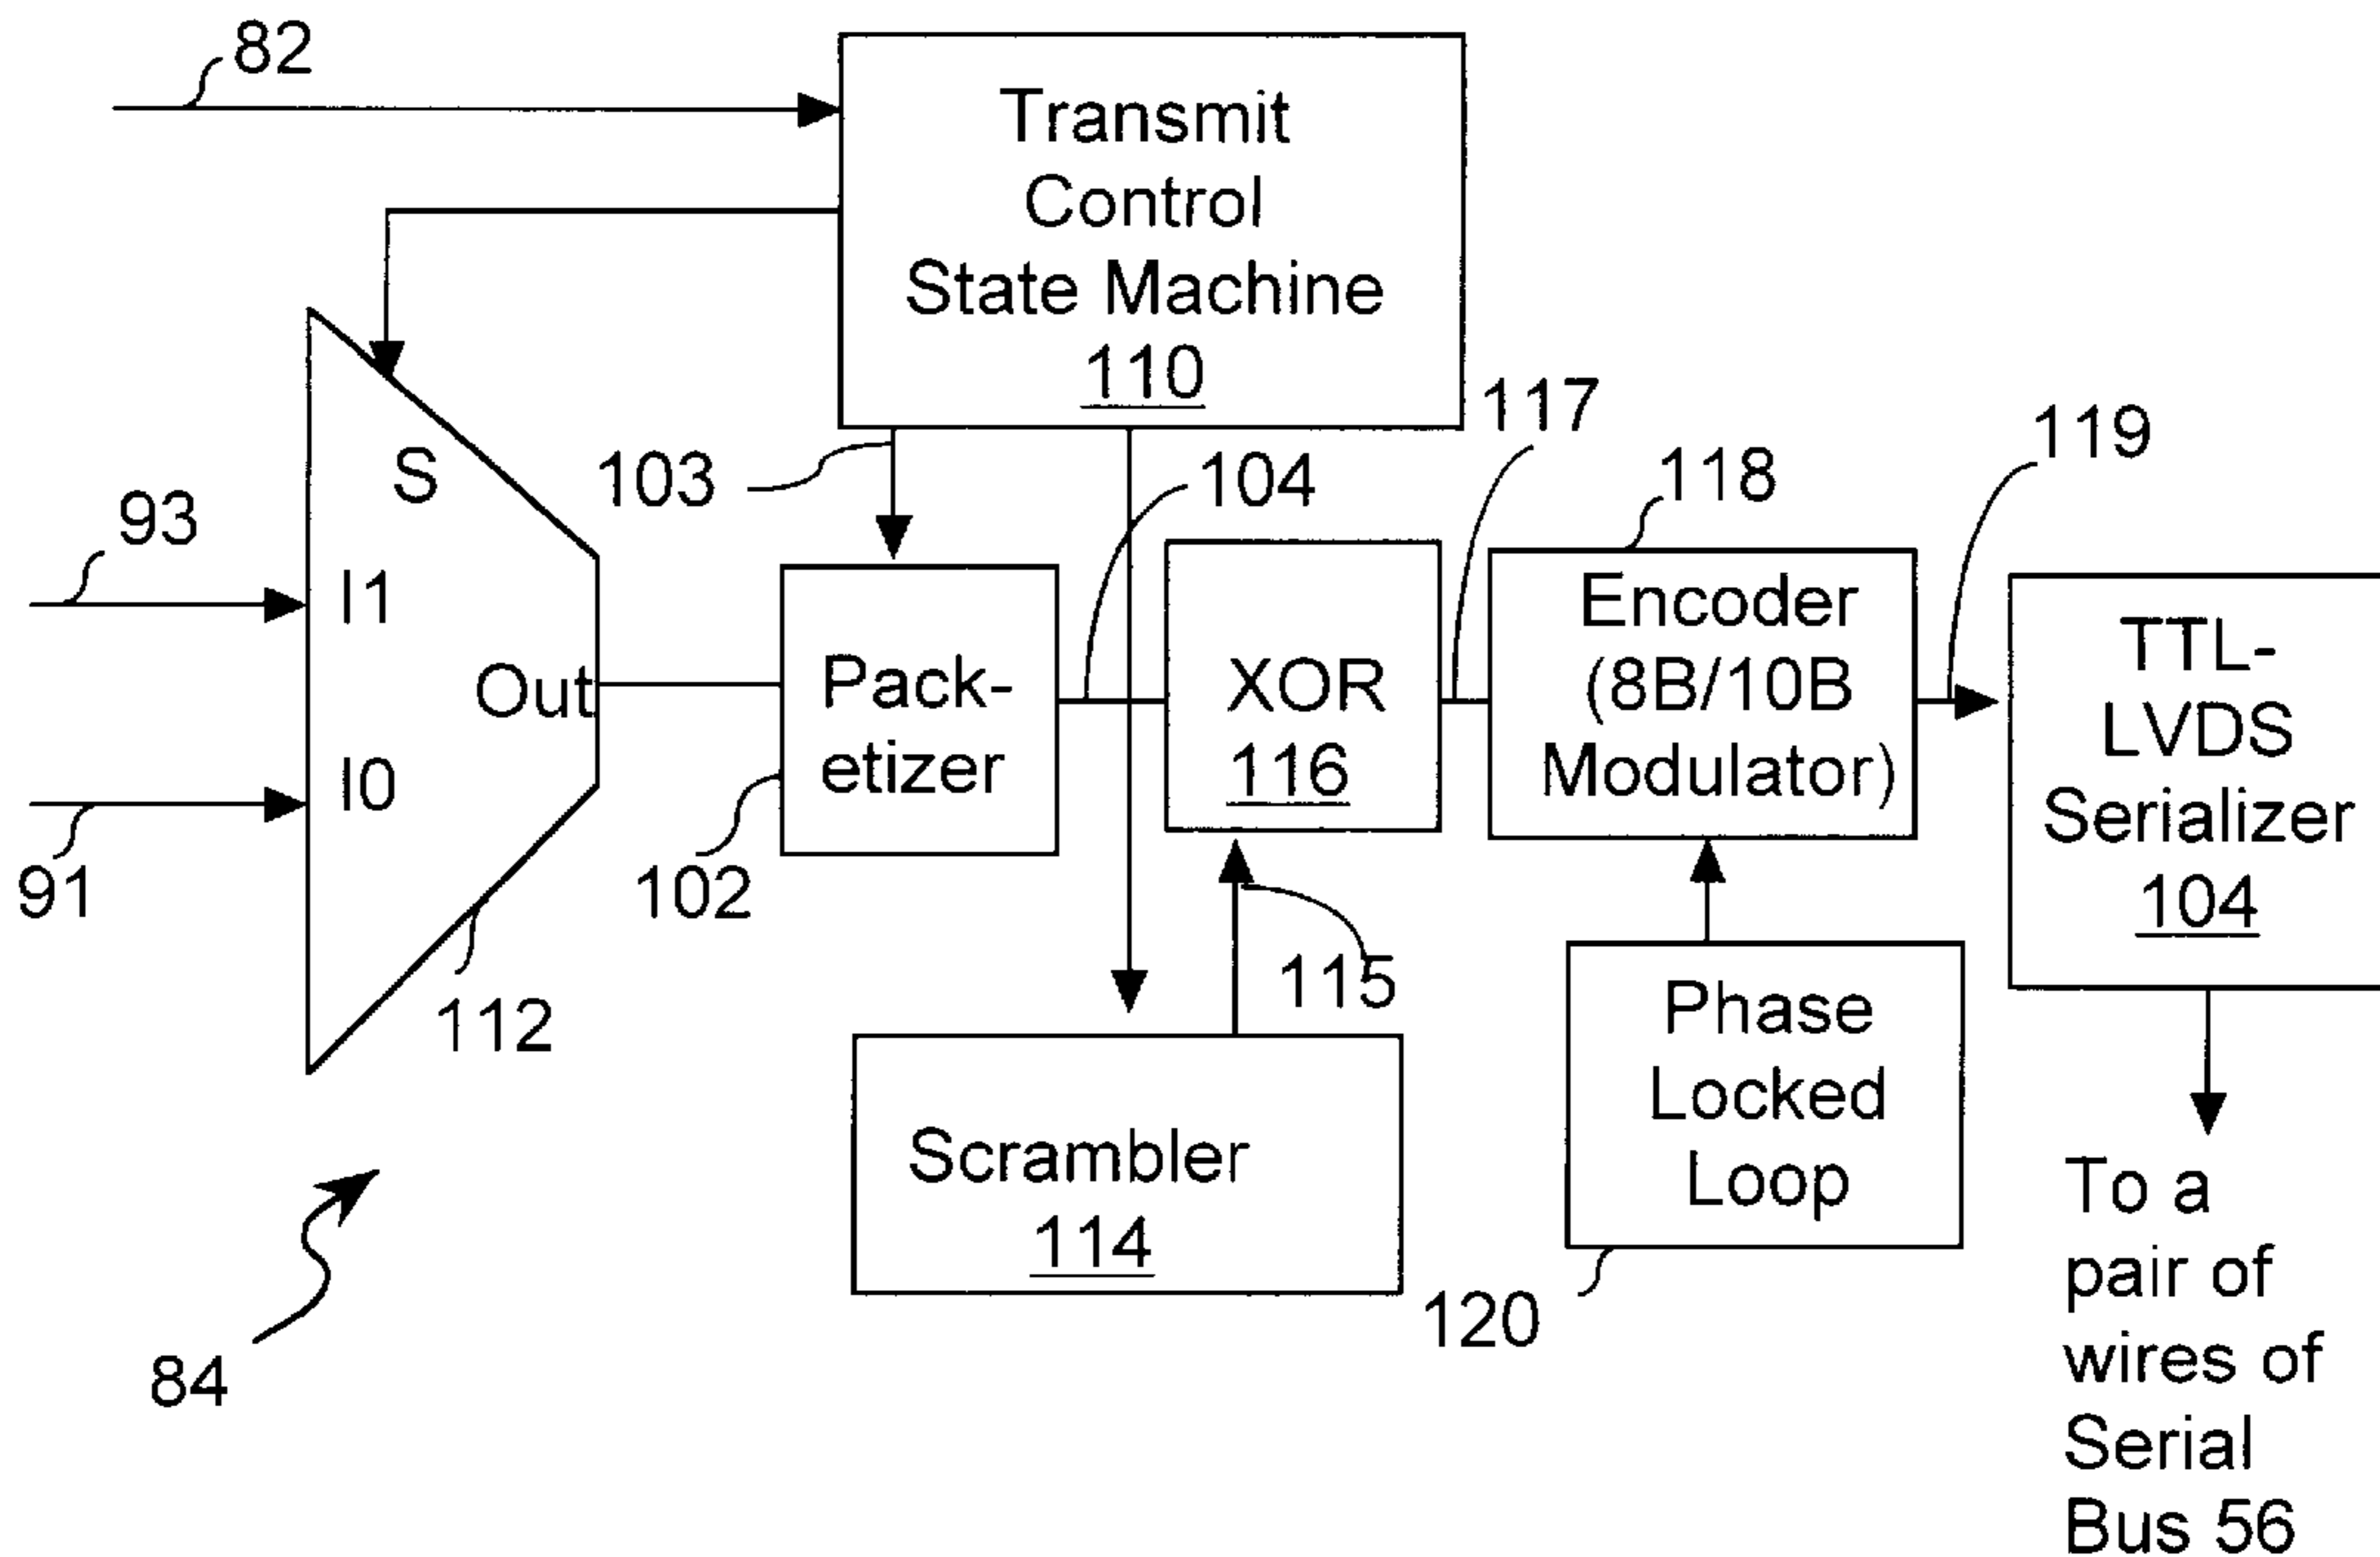 82
Transmit
Control
State Machine
110
117
119
S
103
104
118
93
I1
Encoder
(8B/10B
Modulator)
TTL-
LVDS
Serializer
104
Out
Pack-
etizer
XOR
116
I0
91
102
112
115
Phase
Locked
Loop
Scrambler
114
120
84
To a
pair of
wires of
Serial
Bus 56